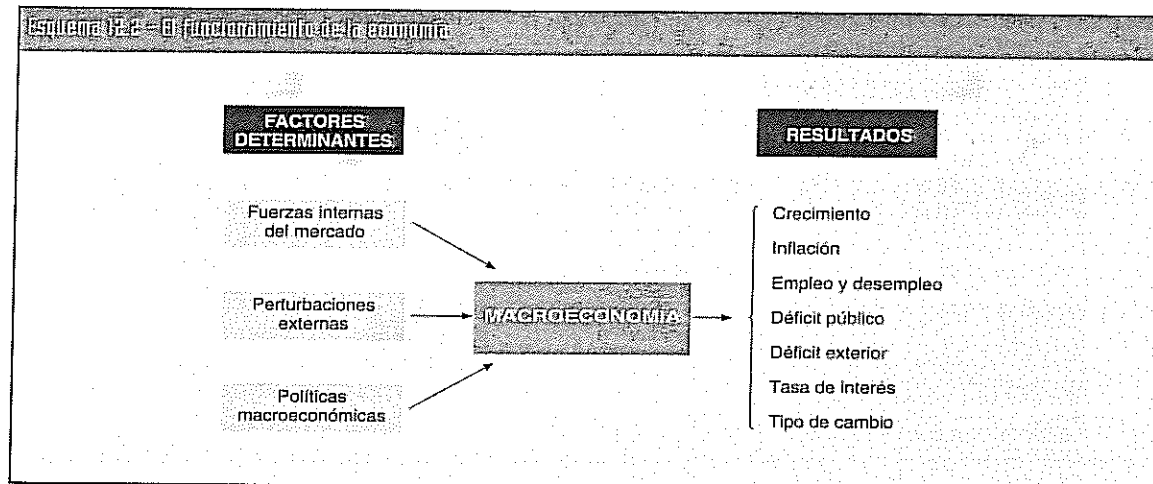 Esquema 12.2 – El funcionamiento de la economía
FACTORES
DETERMINANTES
RESULTADOS
Fuerzas internas
del mercado
Perturbaciones
externas
Políticas
macroeconómicas
MACROECONOMÍA
Crecimiento
Inflación
Empleo y desempleo
Déficit público
Déficit exterior
Tasa de Interés
Tipo de cambio